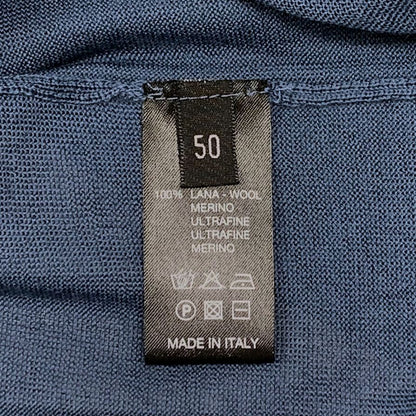 50
100% LANA - WOOL
MERINO
ULTRAFINE
ULTRAFINE
MERINO
P
MADE IN ITALY